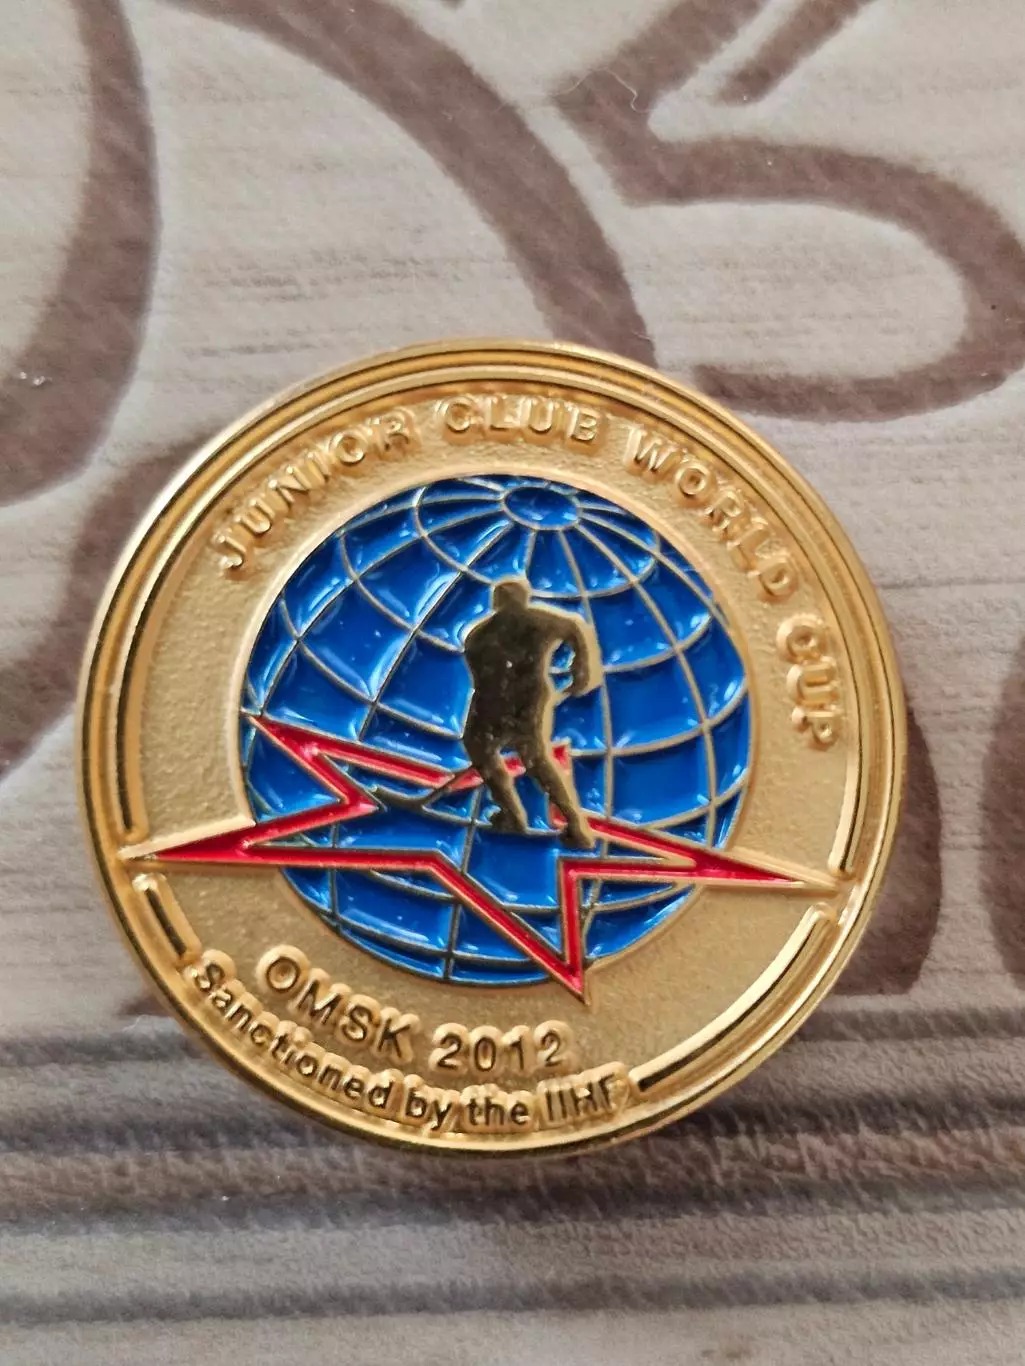 JUNIOR CLUB WORLD CUP
OMSK 2012
Sanctioned by the IIHF